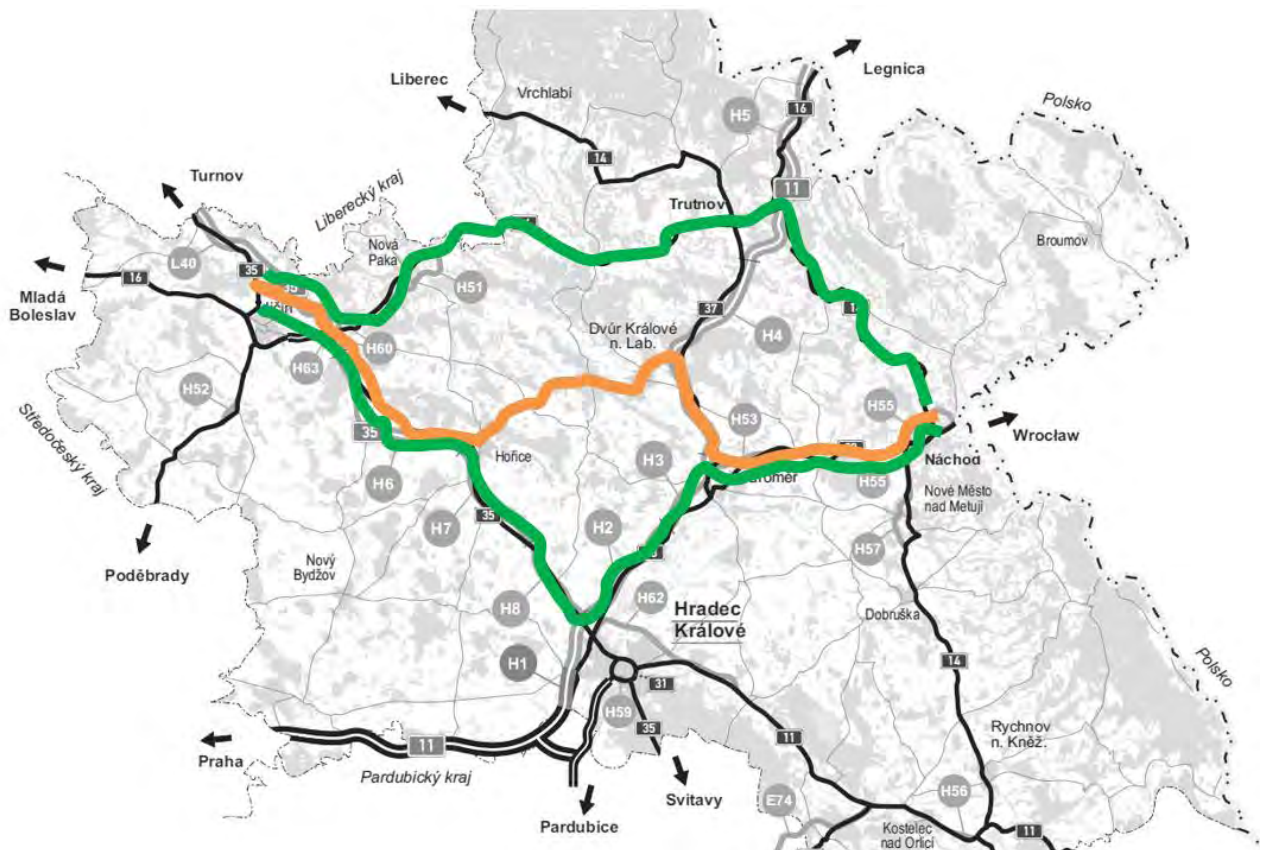 Legnica
Liberec
Vrchlabí
16
H5
Polsko
14
Turnov
11
Liberecký kraj
Trutnov
Nová
Paka
Broumov
L40
35
16
H51
Mladá
Boleslav
35
37
Dvůr Králové
n. Lab.
H4
H60
H63
H52
H55
H53
Středočeský kraj
35
Wrocław
Hořice
H3
Náchod
H6
H55
Nové Město
nad Metují
35
H7
H2
H57
Nový
Bydžov
Poděbrady
H8
H62
Hradec
Králové
Dobruška
H1
14
Polsko
31
H59
35
Rychnov
n. Kněž.
11
11
Praha
Pardubický kraj
Svitavy
E74
H56
Pardubice
Kostelec
nad Orlicí
11